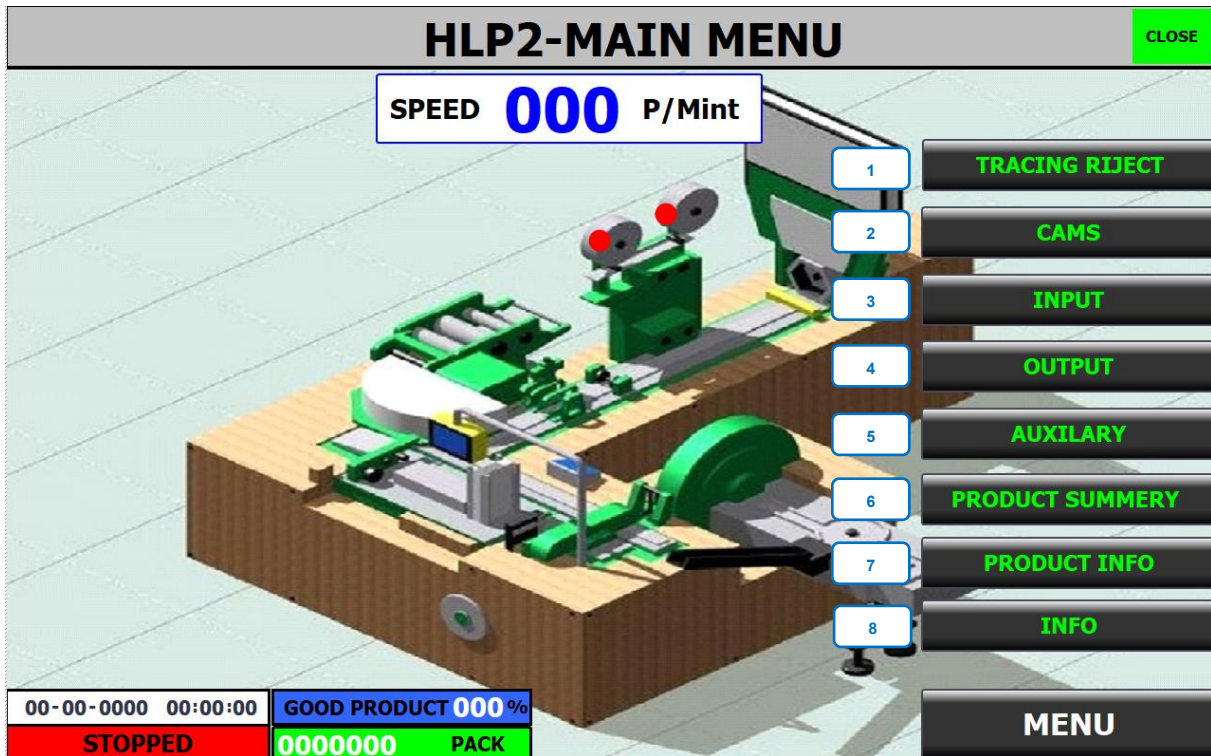 HLP2-MAIN MENU
CLOSE
SPEED 000 P/Mint
1 TRACING RIJECT
2 CAMS
3 INPUT
4 OUTPUT
5 AUXILARY
6 PRODUCT SUMMERY
7 PRODUCT INFO
8 INFO
00-00-0000 00:00:00 GOOD PRODUCT 000 %
STOPPED 0000000 PACK
MENU